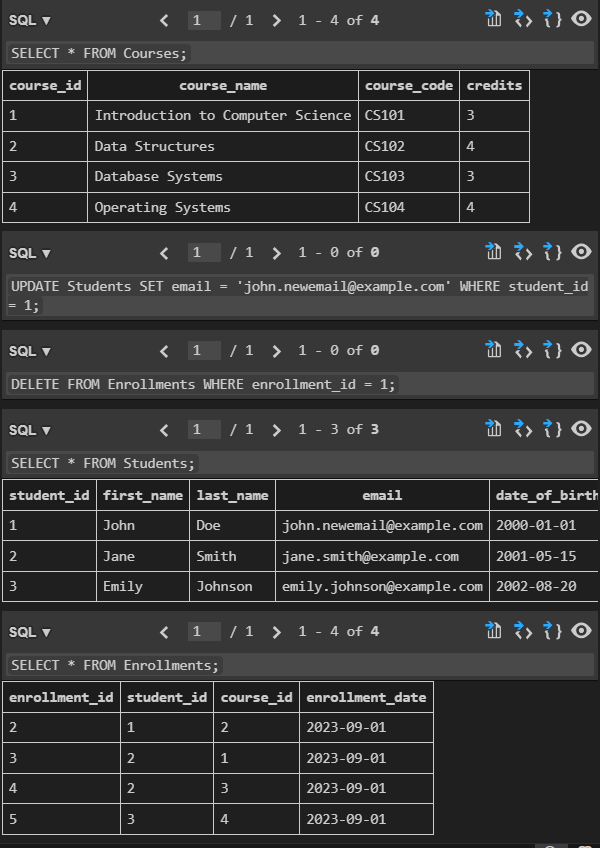 SQL ▼ < 1 / 1 > 1 - 4 of 4
SELECT * FROM Courses;
course_id course_name course_code credits
1 Introduction to Computer Science CS101 3
2 Data Structures CS102 4
3 Database Systems CS103 3
4 Operating Systems CS104 4
SQL ▼ < 1 / 1 > 1 - 0 of 0
UPDATE Students SET email = 'john.newemail@example.com' WHERE student_id
= 1;
SQL ▼ < 1 / 1 > 1 - 0 of 0
DELETE FROM Enrollments WHERE enrollment_id = 1;
SQL ▼ < 1 / 1 > 1 - 3 of 3
SELECT * FROM Students;
student_id first_name last_name email date_of_birth
1 John Doe john.newemail@example.com 2000-01-01
2 Jane Smith jane.smith@example.com 2001-05-15
3 Emily Johnson emily.johnson@example.com 2002-08-20
SQL ▼ < 1 / 1 > 1 - 4 of 4
SELECT * FROM Enrollments;
enrollment_id student_id course_id enrollment_date
2 1 2 2023-09-01
3 2 1 2023-09-01
4 2 3 2023-09-01
5 3 4 2023-09-01